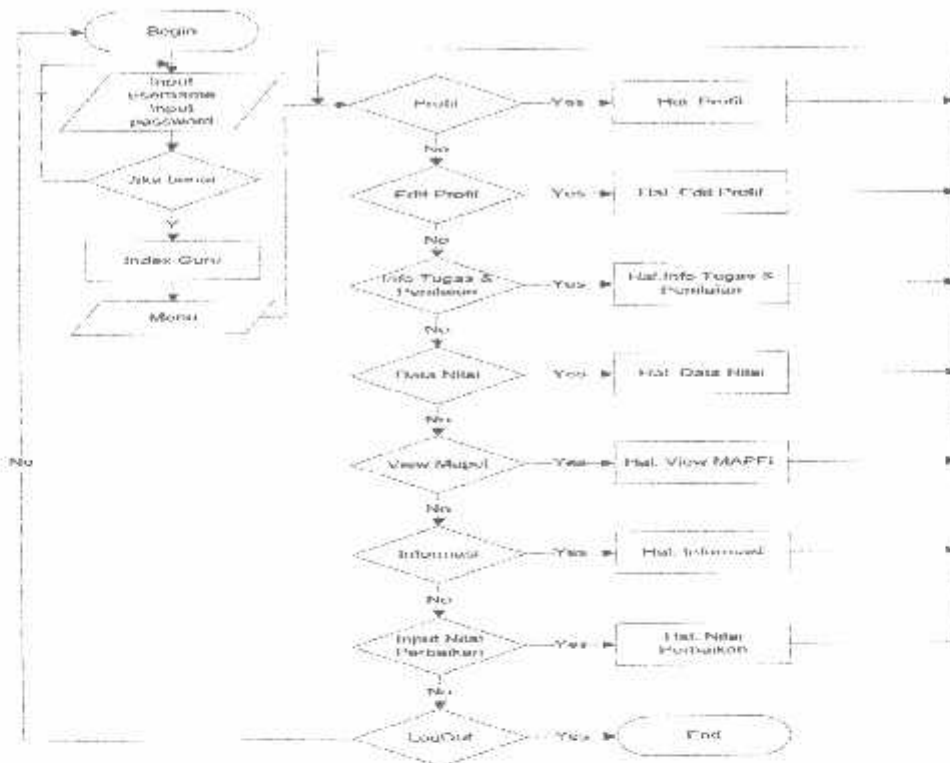 Begin
Input
username
Input
password
Jika benar
Y
Index Guru
Menu
No
Profil
Yes
Hal. Profil
No
Edit Profil
Yes
Hal. Edit Profil
No
Info Tugas &
Penilaian
Yes
Hal.Info Tugas &
Penilaian
No
Data Nilai
Yes
Hal. Data Nilai
No
View Mapel
Yes
Hal. View MAPEL
No
Informasi
Yes
Hal. Informasi
No
Input Nilai
Perbaikan
Yes
Hal. Nilai
Perbaikan
No
LogOut
Yes
End